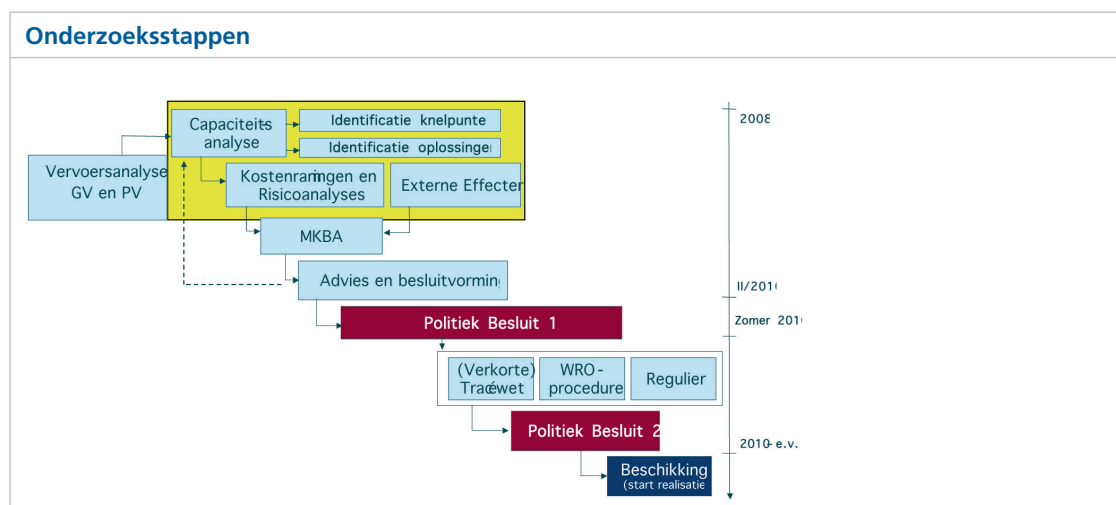 Onderzoeksstappen
Capaciteits-
analyse
Identificatie knelpunte
Identificatie oplossinger
2008
Vervoersanalyse
GV en PV
Kostenramingen en
Risicoanalyses
Externe Effecten
MKBA
Advies en besluitvorming
II/2010
Politiek Besluit 1
Zomer 2010
(Verkorte)
Tracéwet
WRO-
procedure
Regulier
Politiek Besluit 2
2010- e.v.
Beschikking
(start realisatie